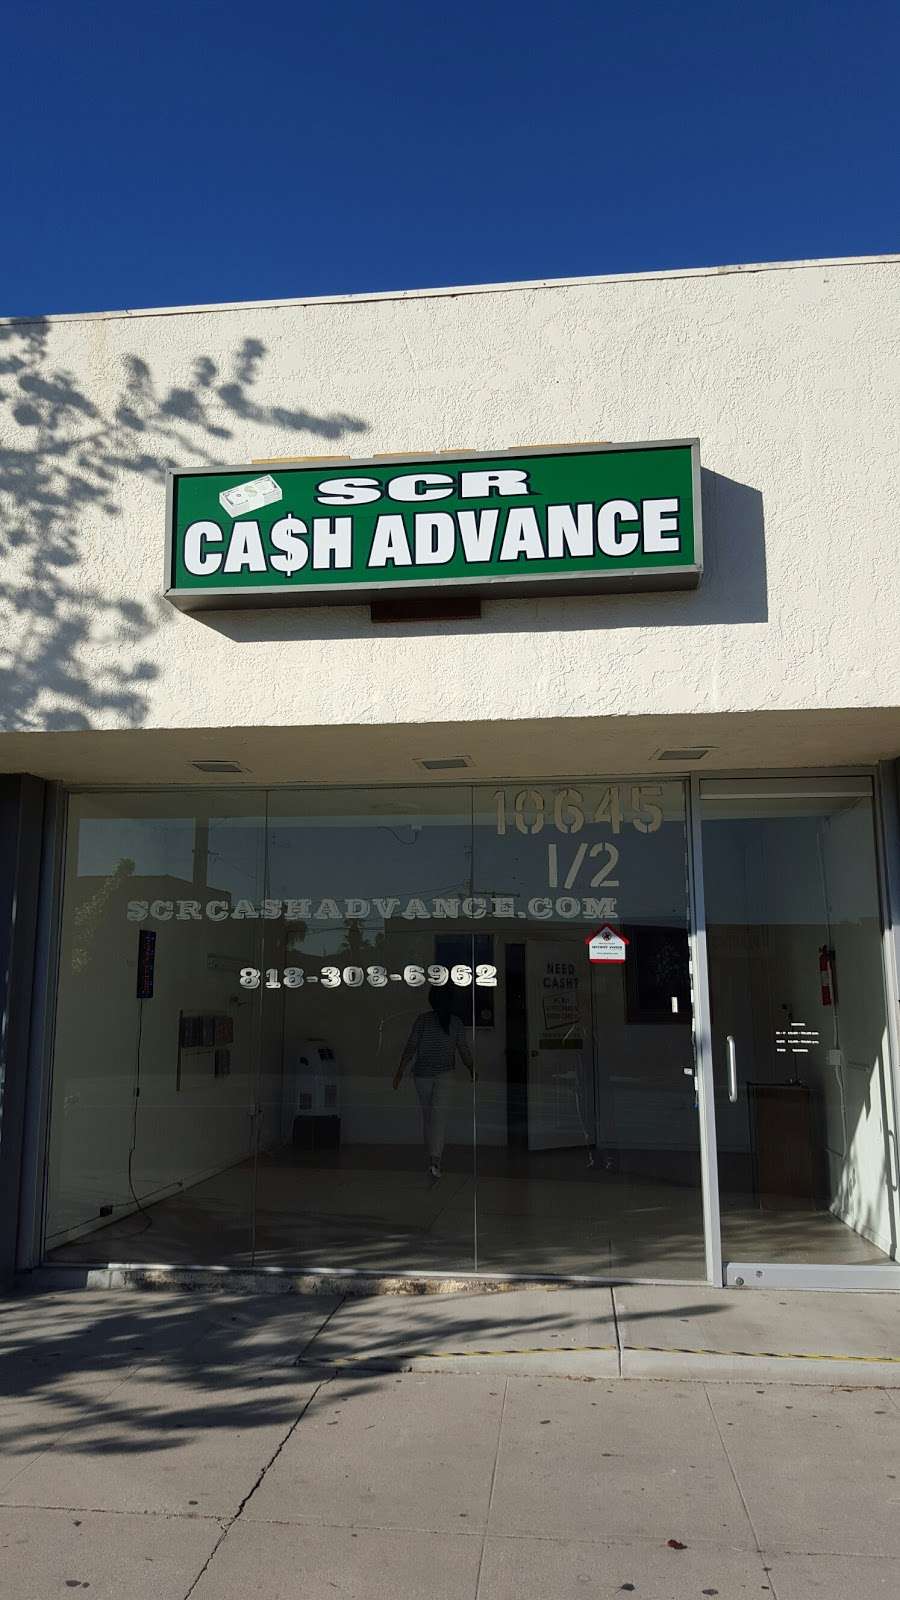 SCR
CA$H ADVANCE
10645
1/2
SCRCASHADVANCE.COM
818-308-6962
NEED
CASH?